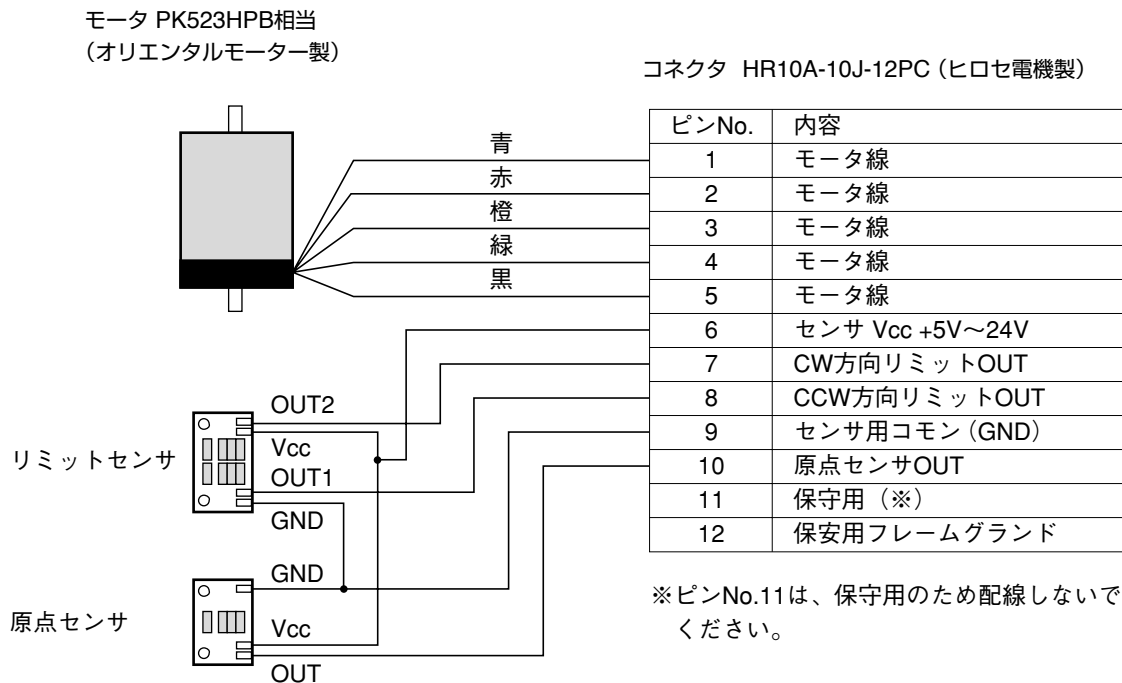 モータ PK523HPB相当
（オリエンタルモーター製）
コネクタ HR10A-10J-12PC（ヒロセ電機製）
ピンNo. 内容
1 モータ線
2 モータ線
3 モータ線
4 モータ線
5 モータ線
6 センサ Vcc +5V～24V
7 CW方向リミットOUT
8 CCW方向リミットOUT
9 センサ用コモン（GND）
10 原点センサOUT
11 保守用（※）
12 保安用フレームグランド
青
赤
橙
緑
黒
リミットセンサ
OUT2
Vcc
OUT1
GND
原点センサ
GND
Vcc
OUT
※ピンNo.11は、保守用のため配線しないで
ください。